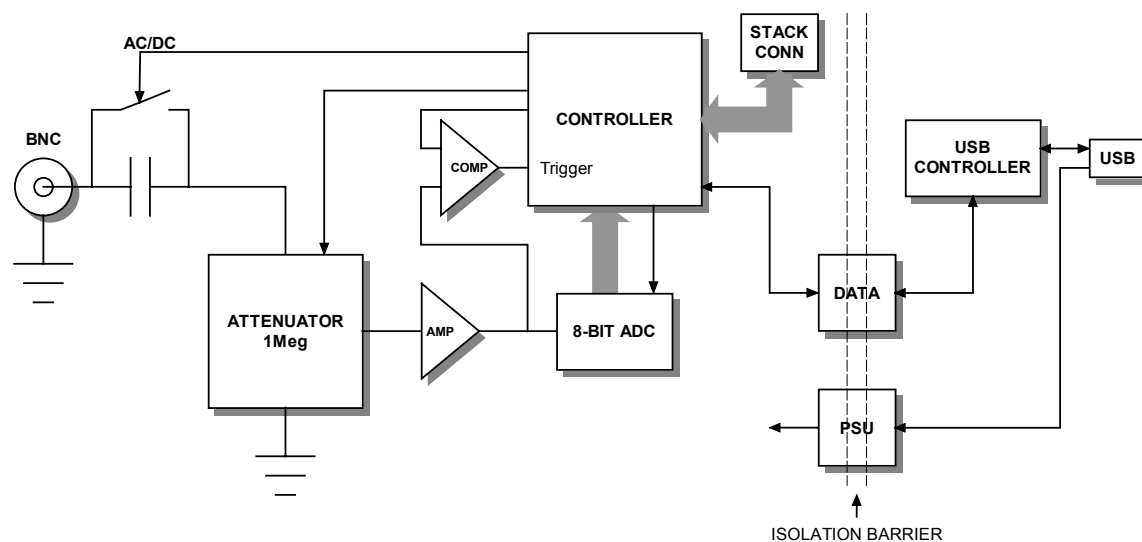 AC/DC
STACK
CONN
BNC
CONTROLLER
COMP
Trigger
USB
CONTROLLER
USB
ATTENUATOR
1Meg
AMP
8-BIT ADC
DATA
PSU
ISOLATION BARRIER